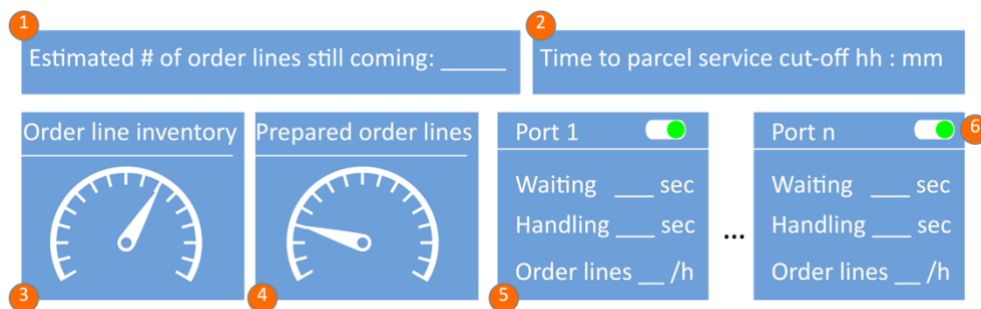 1
2
Estimated # of order lines still coming: _____
Time to parcel service cut-off hh : mm
Order line inventory
Prepared order lines
Port 1
Port n
6
Waiting ___ sec
Handling ___ sec
Order lines __ /h
...
Waiting ___ sec
Handling ___ sec
Order lines __ /h
3
4
5